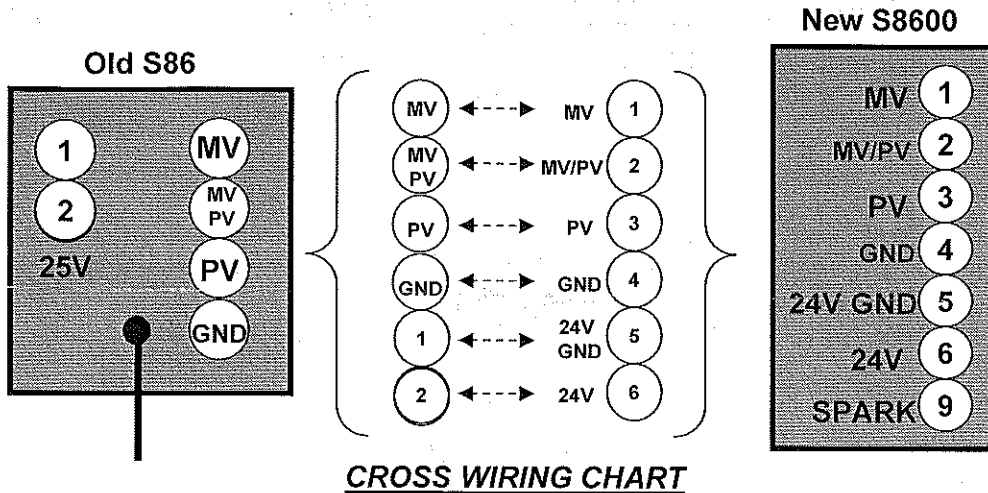 New S8600
Old S86
1
2
25V
MV
MV
PV
PV
GND
MV MV 1
MV
PV MV/PV 2
PV PV 3
GND GND 4
1 24V
GND 5
2 24V 6
MV 1
MV/PV 2
PV 3
GND 4
24V GND 5
24V 6
SPARK 9
CROSS WIRING CHART